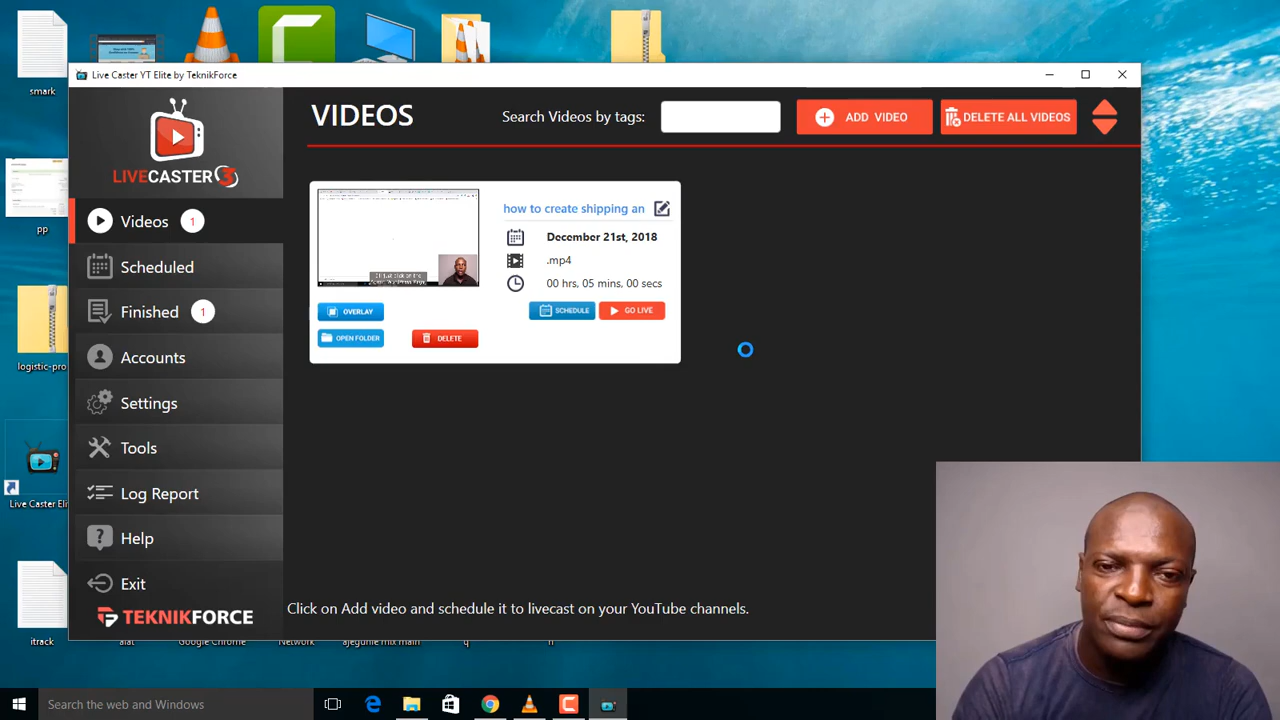 smark
Live Caster YT Elite by TeknikForce
LIVECASTER 3
VIDEOS
Search Videos by tags:
ADD VIDEO
DELETE ALL VIDEOS
pp
Videos
1
how to create shipping an
December 21st, 2018
.mp4
00 hrs, 05 mins, 00 secs
OVERLAY
SCHEDULE
GO LIVE
OPEN FOLDER
DELETE
Scheduled
Finished
1
Accounts
logistic-pro
Settings
Tools
Log Report
Live Caster Eli
Help
Exit
TEKNIKFORCE
Click on Add video and schedule it to livecast on your YouTube channels.
itrack
alat
Google Chrome
Network
ajegunle mix main
q
n
Search the web and Windows